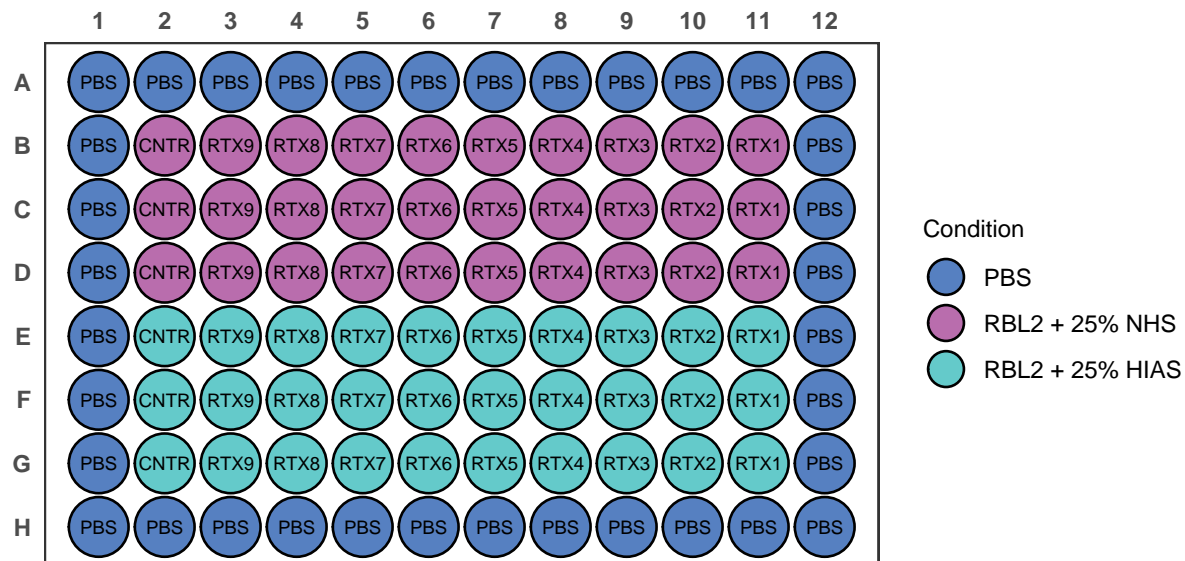 1 2 3 4 5 6 7 8 9 10 11 12
A PBS PBS PBS PBS PBS PBS PBS PBS PBS PBS PBS PBS
B PBS CNTR RTX9 RTX8 RTX7 RTX6 RTX5 RTX4 RTX3 RTX2 RTX1 PBS
C PBS CNTR RTX9 RTX8 RTX7 RTX6 RTX5 RTX4 RTX3 RTX2 RTX1 PBS
D PBS CNTR RTX9 RTX8 RTX7 RTX6 RTX5 RTX4 RTX3 RTX2 RTX1 PBS
E PBS CNTR RTX9 RTX8 RTX7 RTX6 RTX5 RTX4 RTX3 RTX2 RTX1 PBS
F PBS CNTR RTX9 RTX8 RTX7 RTX6 RTX5 RTX4 RTX3 RTX2 RTX1 PBS
G PBS CNTR RTX9 RTX8 RTX7 RTX6 RTX5 RTX4 RTX3 RTX2 RTX1 PBS
H PBS PBS PBS PBS PBS PBS PBS PBS PBS PBS PBS PBS
Condition
PBS
RBL2 + 25% NHS
RBL2 + 25% HIAS